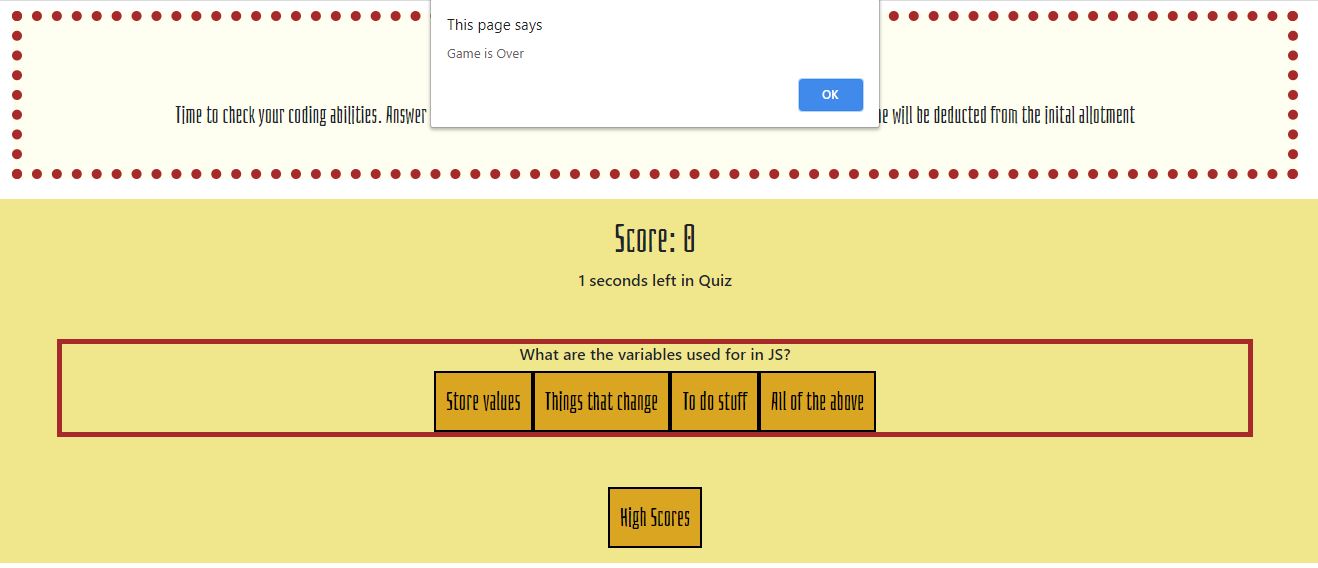 This page says
Game is Over
OK
Time to check your coding abilities. Answer
will be deducted from the inital allotment
Score: 0
1 seconds left in Quiz
What are the variables used for in JS?
Store values
Things that change
To do stuff
All of the above
High Scores